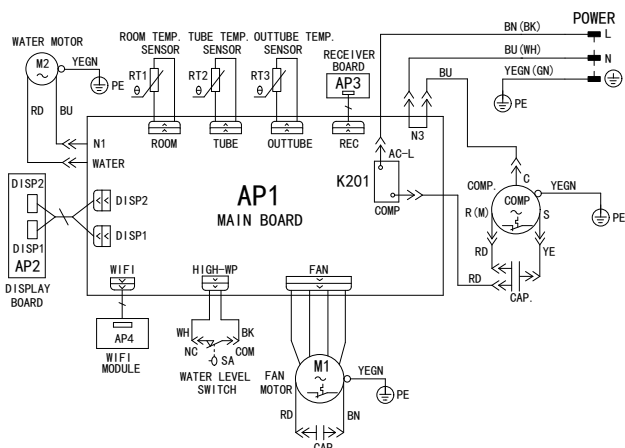 POWER
BN(BK)
L
BU(WH)
N
YEGN(GN)
PE
BU
N3
ROOM TEMP. TUBE TEMP. OUTTUBE TEMP.
SENSOR SENSOR SENSOR
WATER MOTOR
M2
YEGN
PE
RD
BU
RT1
θ
RT2
θ
RT3
θ
RECEIVER
BOARD
AP3
N1
WATER
ROOM
TUBE
OUTTUBE
REC
AC-L
K201
COMP
AP1
MAIN BOARD
DISP2
DISP1
AP2
DISPLAY
BOARD
DISP2
DISP1
COMP.
C
COMP
YEGN
PE
R(M)
S
RD
YE
RD
CAP.
WIFI
AP4
WIFI
MODULE
HIGH-WP
WH
BK
NC
COM
SA
WATER LEVEL
SWITCH
FAN
M1
FAN
MOTOR
YEGN
PE
RD
BN
CAP.